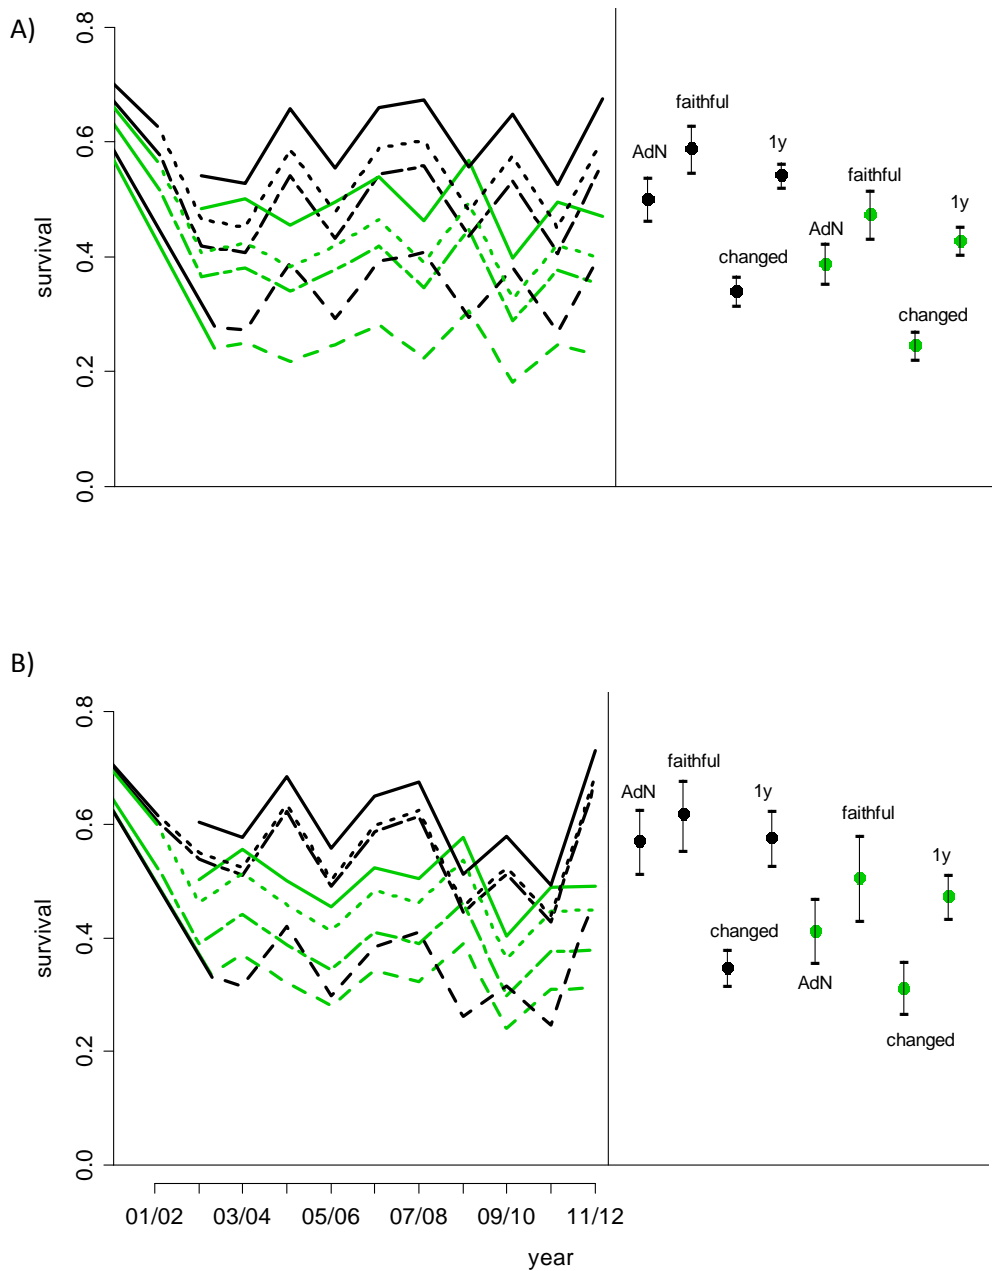 A)
survival
0.8
0.6
0.4
0.2
0.0
faithful
AdN
1y
changed
faithful
AdN
1y
changed
B)
survival
0.8
0.6
0.4
0.2
0.0
faithful
AdN
1y
changed
faithful
AdN
1y
changed
01/02 03/04 05/06 07/08 09/10 11/12
year